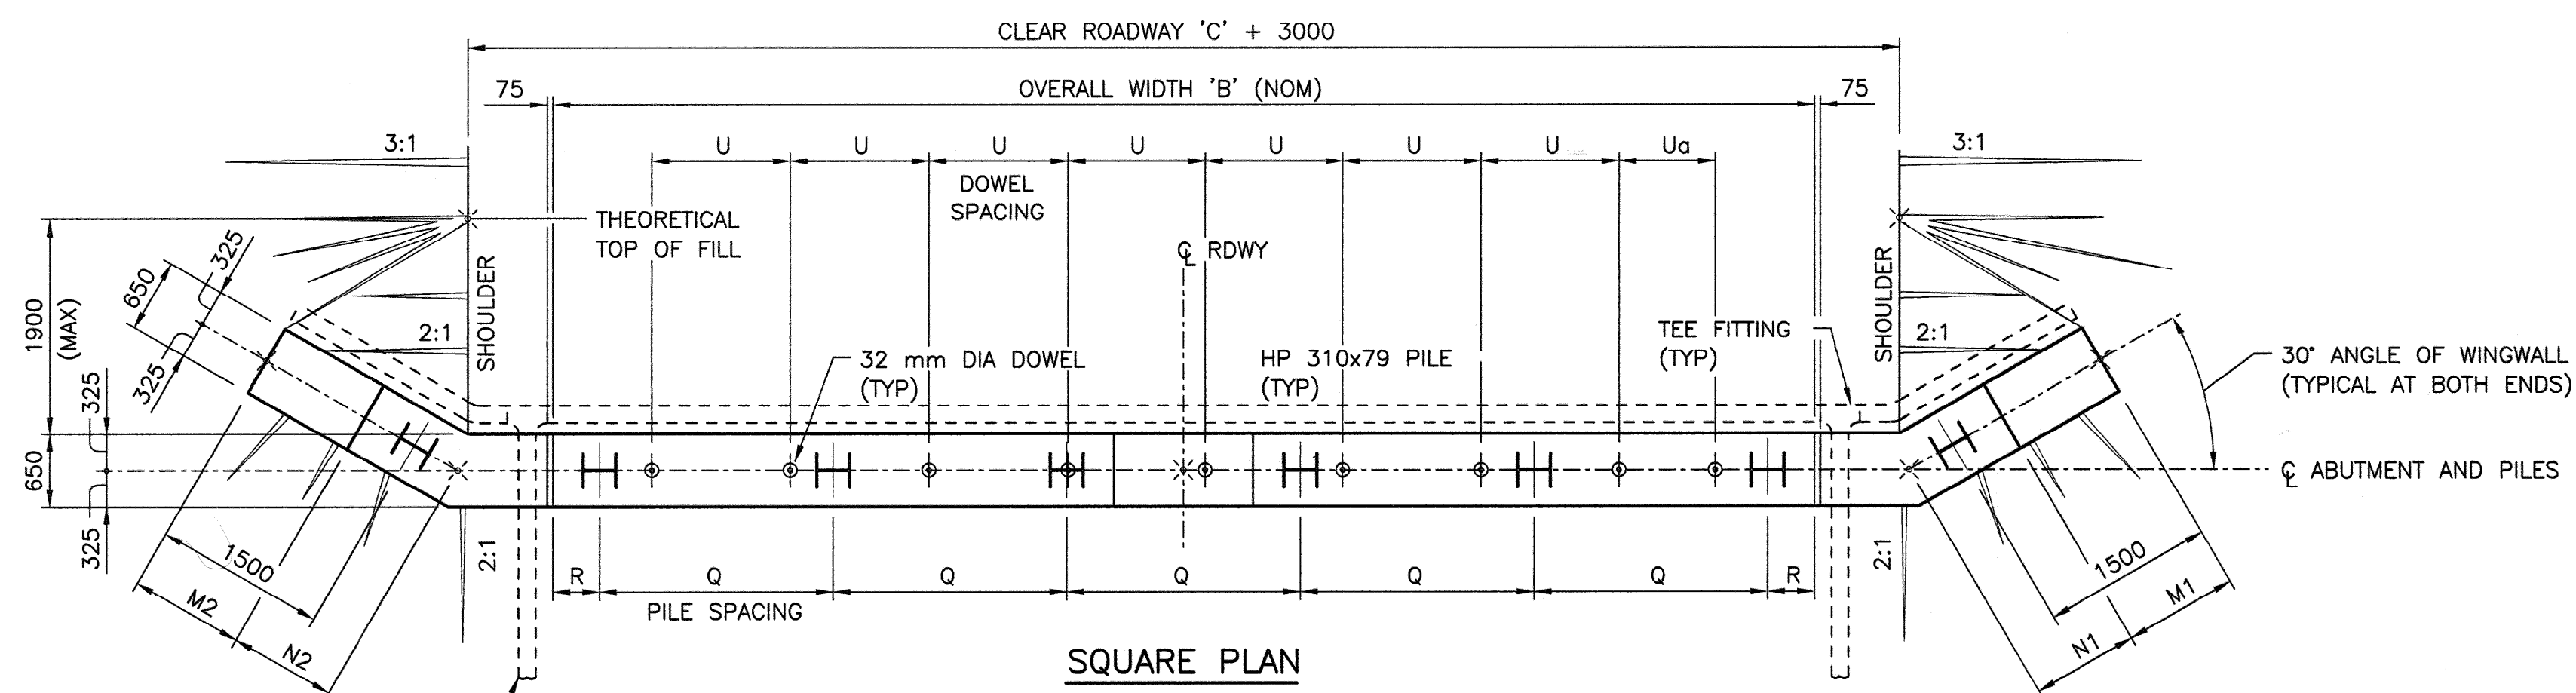 CLEAR ROADWAY 'C' + 3000
75
OVERALL WIDTH 'B' (NOM)
75
3:1
U
U
U
U
U
U
U
Ua
3:1
DOWEL
SPACING
THEORETICAL
TOP OF FILL
℄ RDWY
325
650
325
1900
(MAX)
SHOULDER
SHOULDER
2:1
2:1
TEE FITTING
(TYP)
32 mm DIA DOWEL
(TYP)
HP 310x79 PILE
(TYP)
30° ANGLE OF WINGWALL
(TYPICAL AT BOTH ENDS)
325
650
325
℄ ABUTMENT AND PILES
2:1
2:1
1500
M2
N2
R
Q
Q
Q
Q
Q
R
PILE SPACING
1500
M1
N1
SQUARE PLAN